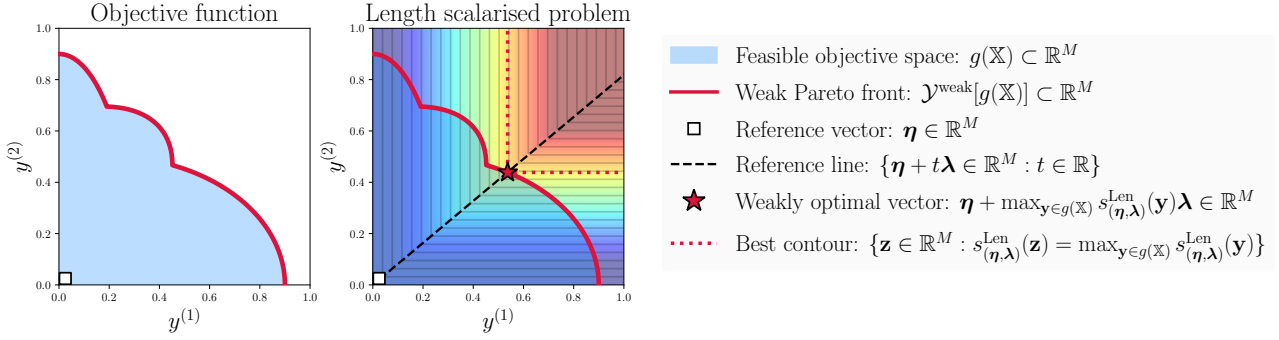 Objective function
1.0
0.8
0.6
0.4
0.2
0.0
0.0 0.2 0.4 0.6 0.8 1.0
y^{(2)}
y^{(1)}
Length scalarised problem
1.0
0.8
0.6
0.4
0.2
0.0
0.0 0.2 0.4 0.6 0.8 1.0
y^{(2)}
y^{(1)}
Feasible objective space: g(𝕏) ⊂ ℝ^M
Weak Pareto front: 𝒴^{weak}[g(𝕏)] ⊂ ℝ^M
Reference vector: η ∈ ℝ^M
Reference line: {η + tλ ∈ ℝ^M : t ∈ ℝ}
Weakly optimal vector: η + max_{y∈g(𝕏)} s^{Len}_{(η,λ)}(y)λ ∈ ℝ^M
Best contour: {z ∈ ℝ^M : s^{Len}_{(η,λ)}(z) = max_{y∈g(𝕏)} s^{Len}_{(η,λ)}(y)}